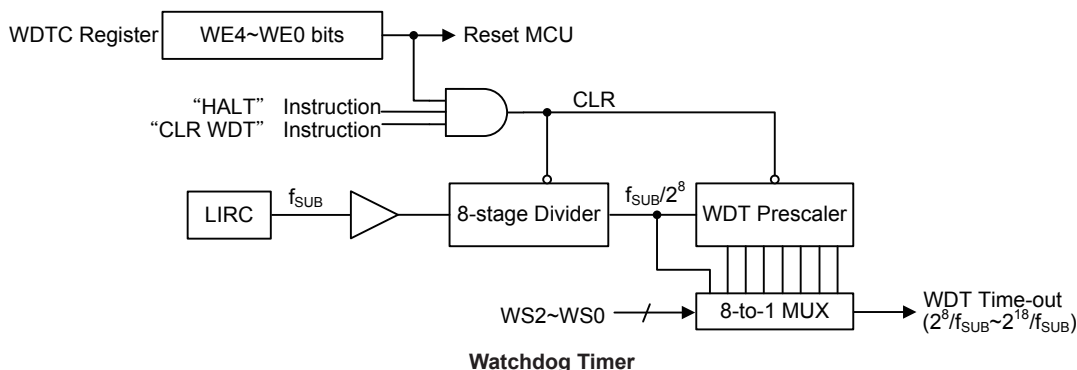 WDTC Register
WE4~WE0 bits
Reset MCU
“HALT” Instruction
“CLR WDT” Instruction
CLR
LIRC
fSUB
8-stage Divider
fSUB/2⁸
WDT Prescaler
WS2~WS0
8-to-1 MUX
WDT Time-out
(2⁸/fSUB~2¹⁸/fSUB)
Watchdog Timer